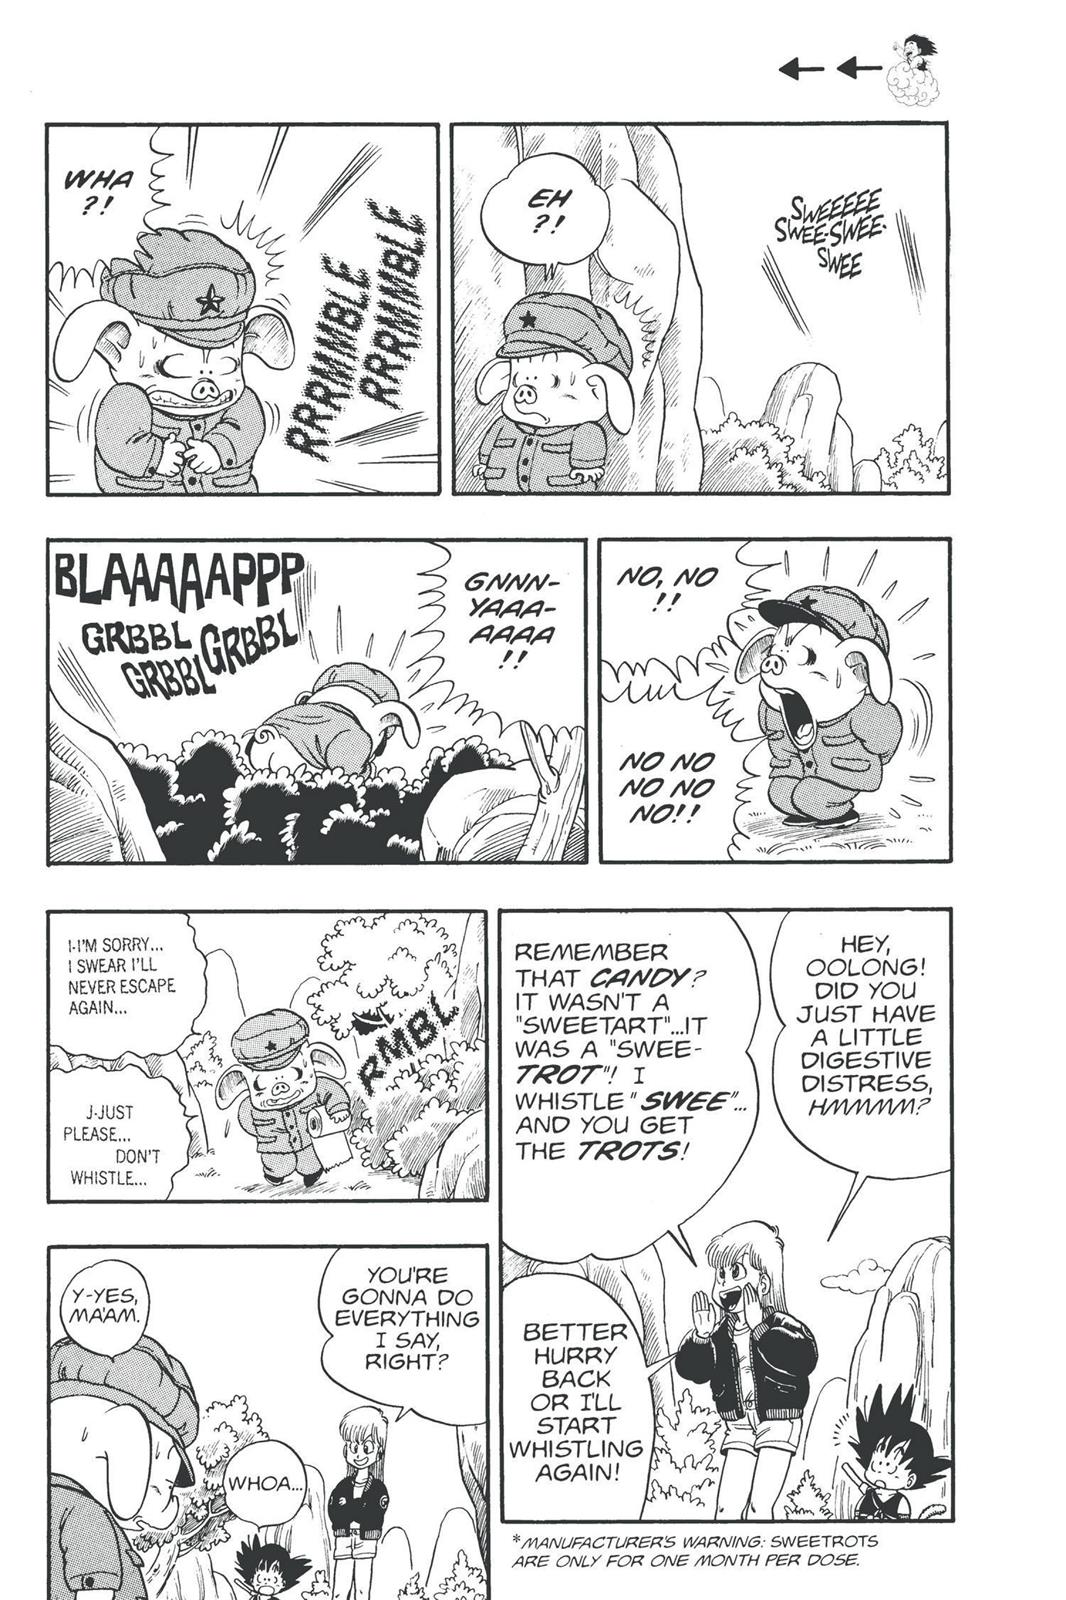 SWEEEEE
SWEE-SWEE-
SWEE
EH
?!
WHA
?!
RRRMMBLE
RRRMMBLE
NO, NO
!!
NO NO
NO NO
NO!!
GNNN-
YAAA-
AAAA
!!
BLAAAAAPPP
GRBBL
GRBBL
GRBBL
HEY,
OOLONG!
DID YOU
JUST HAVE
A LITTLE
DIGESTIVE
DISTRESS,
HMMMM?
REMEMBER
THAT CANDY?
IT WASN'T A
"SWEETART"...IT
WAS A "SWEE-
TROT"! I
WHISTLE "SWEE"...
AND YOU GET
THE TROTS!
BETTER
HURRY
BACK
OR I'LL
START
WHISTLING
AGAIN!
*MANUFACTURER'S WARNING: SWEETROTS
ARE ONLY FOR ONE MONTH PER DOSE.
RMBL
I-I'M SORRY...
I SWEAR I'LL
NEVER ESCAPE
AGAIN...
J-JUST
PLEASE...
DON'T
WHISTLE...
YOU'RE
GONNA DO
EVERYTHING
I SAY,
RIGHT?
Y-YES,
MA'AM.
WHOA...